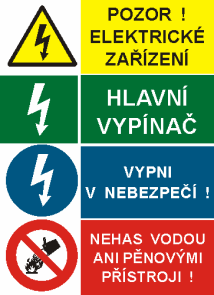 POZOR !
ELEKTRICKÉ
ZAŘÍZENÍ
HLAVNÍ
VYPÍNAČ
VYPNI
V NEBEZPEČÍ !
NEHAS VODOU
ANI PĚNOVÝMI
PŘÍSTROJI !